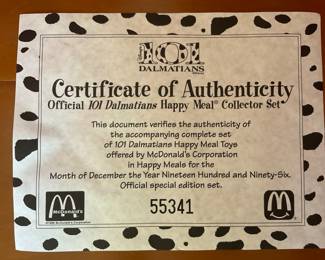 101
DALMATIANS
Certificate of Authenticity
Official 101 Dalmatians Happy Meal® Collector Set
This document verifies the authenticity of
the accompanying complete set
of 101 Dalmatians Happy Meal Toys
offered by McDonald's Corporation
in Happy Meals for the
Month of December the Year Nineteen Hundred and Ninety-Six.
Official special edition set.
McDonald's
55341